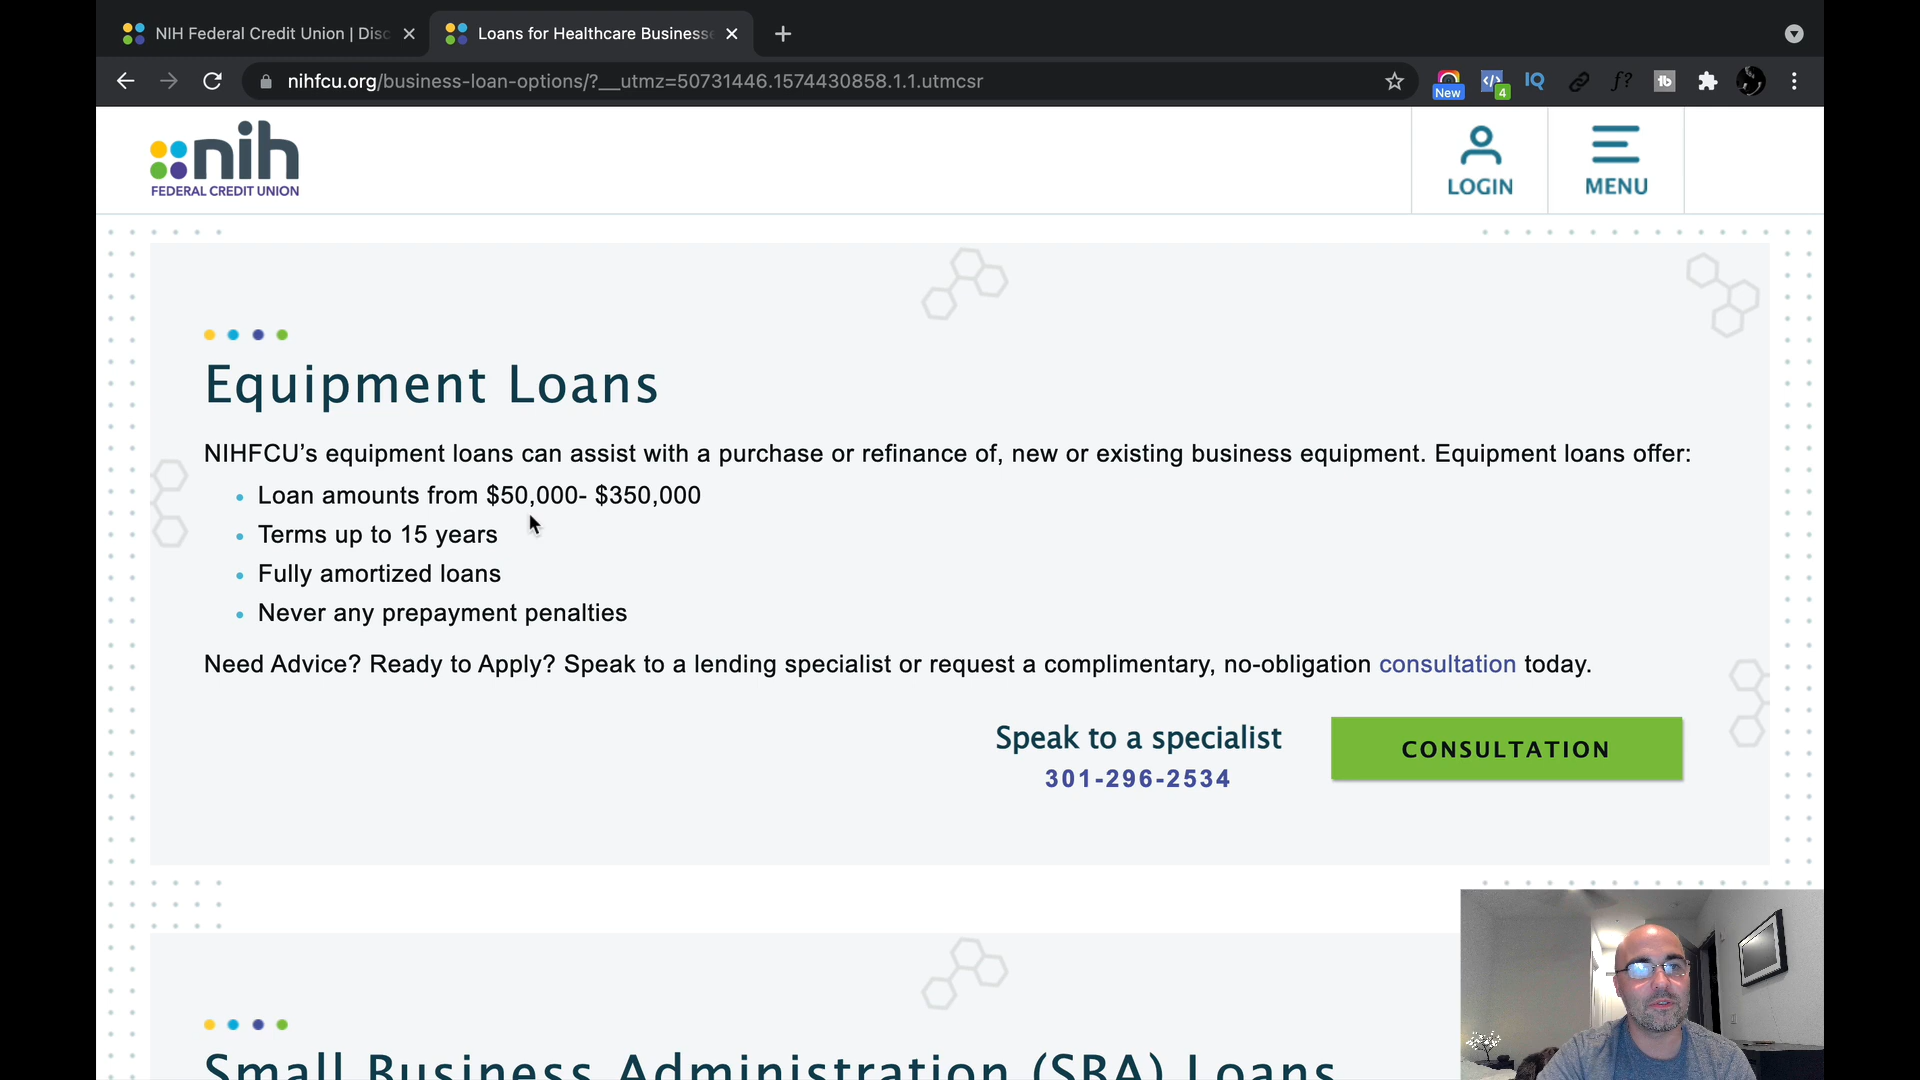 NIH Federal Credit Union | Disc
Loans for Healthcare Businesse
nihfcu.org/business-loan-options/?__utmz=50731446.1574430858.1.1.utmcsr
New
4
IQ
f?
tb
nih
FEDERAL CREDIT UNION
LOGIN
MENU
Equipment Loans
NIHFCU’s equipment loans can assist with a purchase or refinance of, new or existing business equipment. Equipment loans offer:
Loan amounts from $50,000- $350,000
Terms up to 15 years
Fully amortized loans
Never any prepayment penalties
Need Advice? Ready to Apply? Speak to a lending specialist or request a complimentary, no-obligation consultation today.
Speak to a specialist
301-296-2534
CONSULTATION
Small Business Administration (SBA) Loans